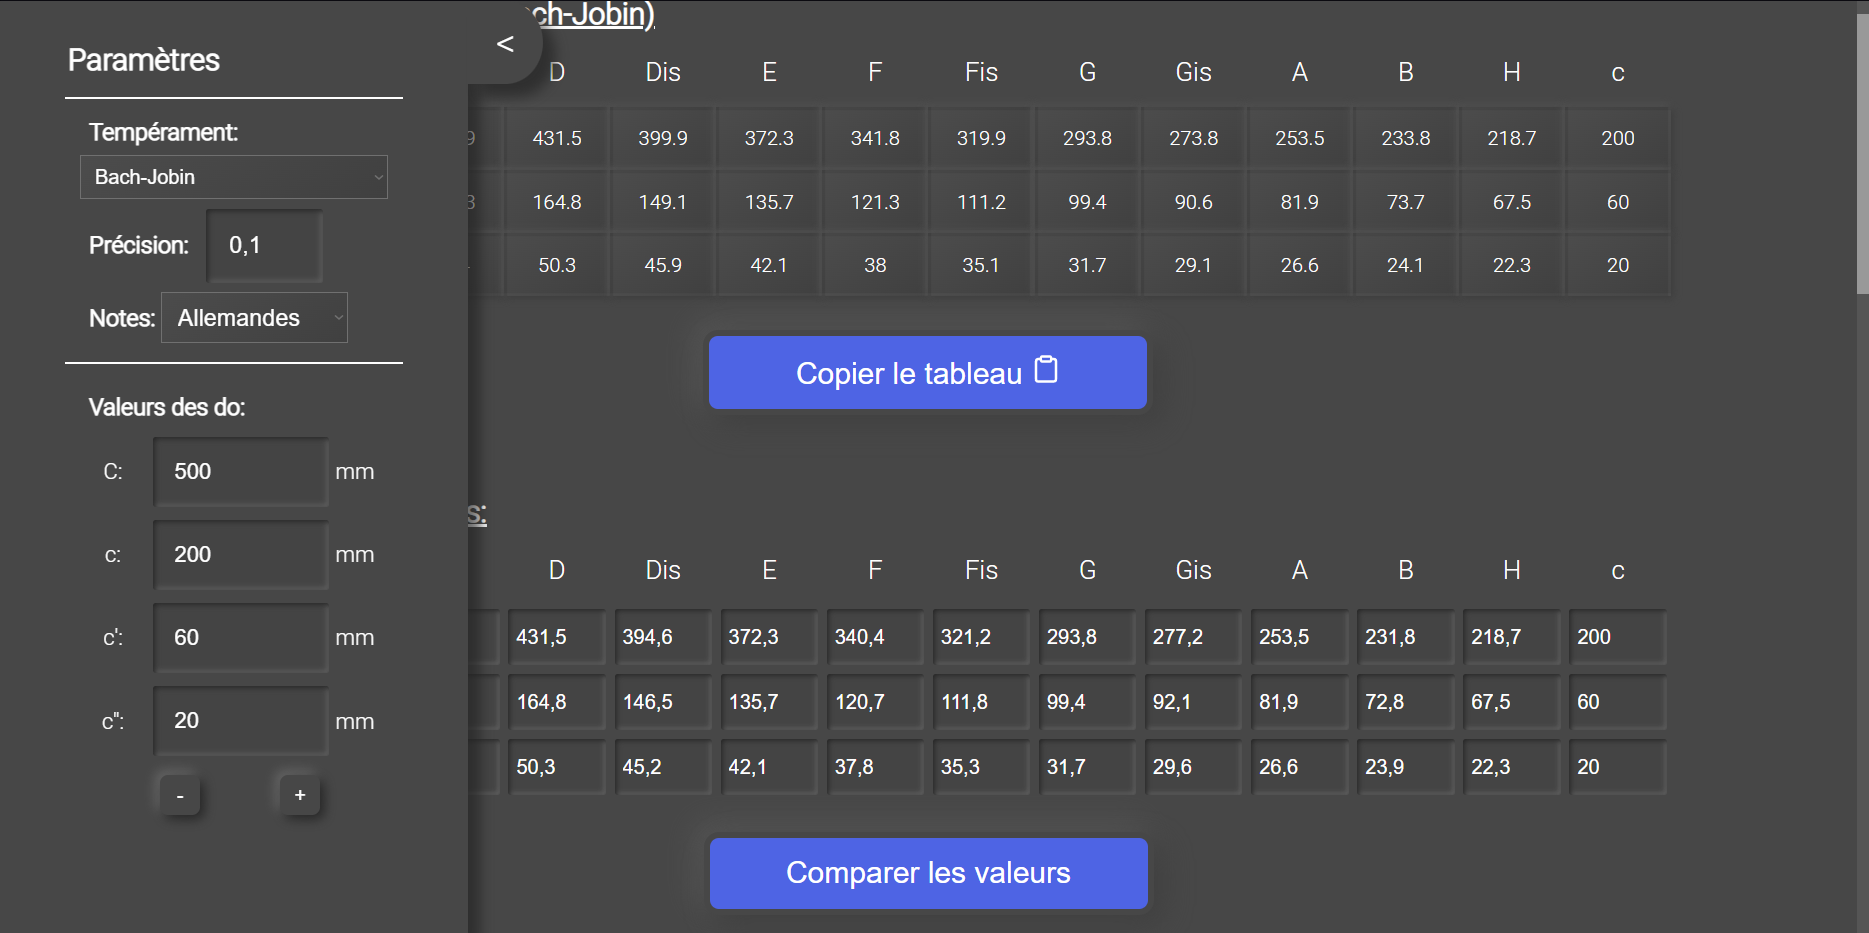 Paramètres
Tempérament:
Bach-Jobin
Précision: 0,1
Notes: Allemandes
Valeurs des do:
C: 500 mm
c: 200 mm
c': 60 mm
c": 20 mm
- +
<
ch-Jobin)
D Dis E F Fis G Gis A B H c
9 431.5 399.9 372.3 341.8 319.9 293.8 273.8 253.5 233.8 218.7 200
3 164.8 149.1 135.7 121.3 111.2 99.4 90.6 81.9 73.7 67.5 60
50.3 45.9 42.1 38 35.1 31.7 29.1 26.6 24.1 22.3 20
Copier le tableau
s:
D Dis E F Fis G Gis A B H c
431,5 394,6 372,3 340,4 321,2 293,8 277,2 253,5 231,8 218,7 200
164,8 146,5 135,7 120,7 111,8 99,4 92,1 81,9 72,8 67,5 60
50,3 45,2 42,1 37,8 35,3 31,7 29,6 26,6 23,9 22,3 20
Comparer les valeurs